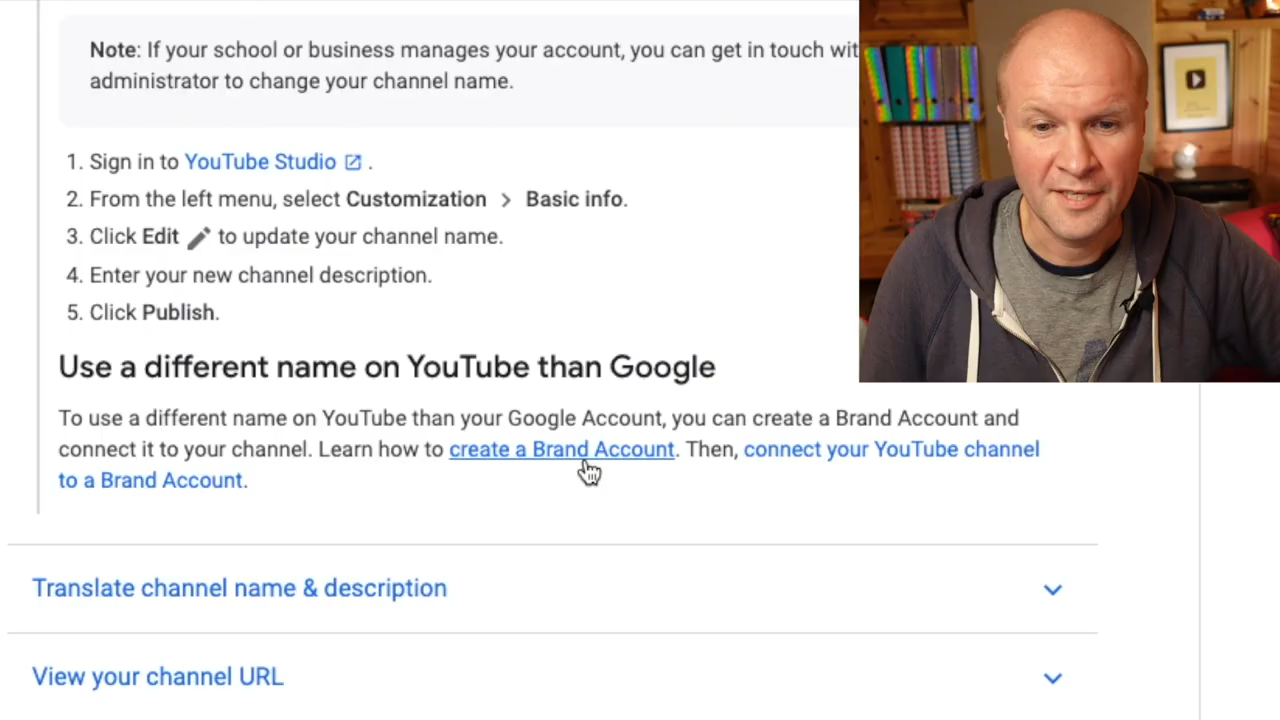 Note: If your school or business manages your account, you can get in touch
administrator to change your channel name.
1. Sign in to YouTube Studio .
2. From the left menu, select Customization > Basic info.
3. Click Edit to update your channel name.
4. Enter your new channel description.
5. Click Publish.
Use a different name on YouTube than Google
To use a different name on YouTube than your Google Account, you can create a Brand Account and
connect it to your channel. Learn how to create a Brand Account. Then, connect your YouTube channel
to a Brand Account.
Translate channel name & description
View your channel URL